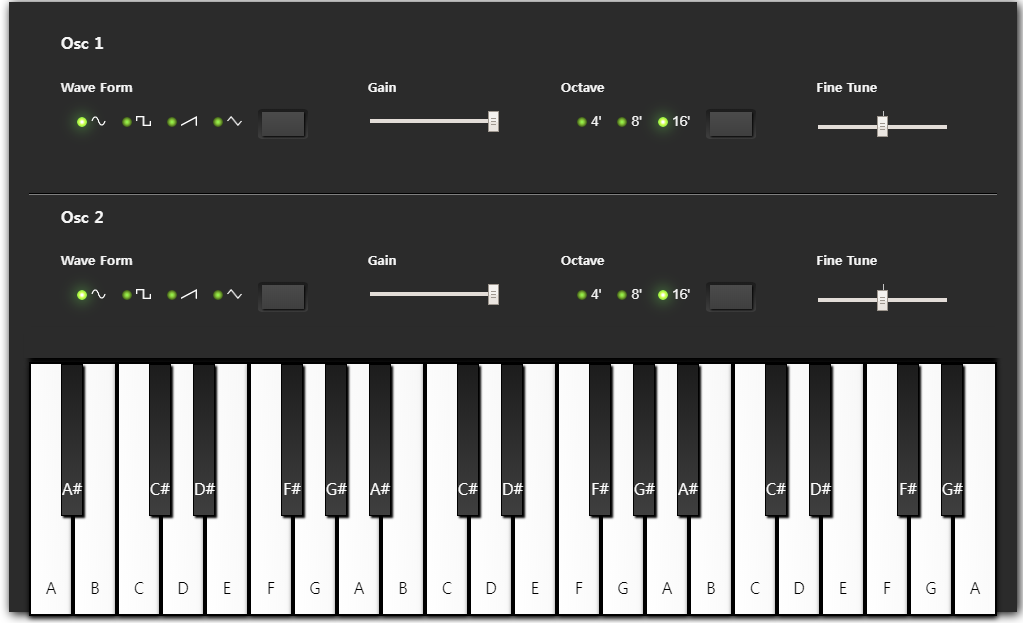 Osc 1
Wave Form Gain Octave Fine Tune
4' 8' 16'
Osc 2
Wave Form Gain Octave Fine Tune
4' 8' 16'
A# C# D# F# G# A# C# D# F# G# A# C# D# F# G#
A B C D E F G A B C D E F G A B C D E F G A